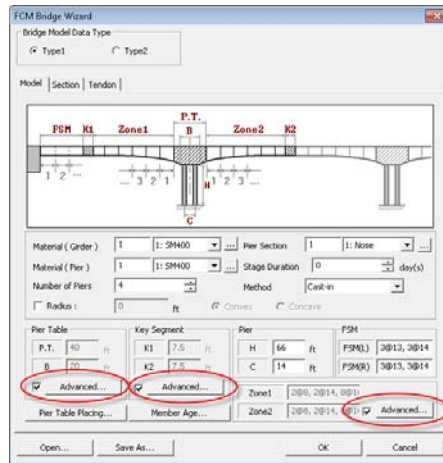 FCM Bridge Wizard
Bridge Model Data Type
Type1 Type2
Model Section Tendon
P.T.
FSM K1 Zone1 B Zone2 K2
1 2 ... ... 3 2 1 H 1 2 3 ...
C
Material ( Girder ) 1 1: SM400 ... Pier Section 1 1: Nose ...
Material ( Pier ) 1 1: SM400 ... Stage Duration 0 day(s)
Number of Piers 4 Method Cast-in
Radius : 0 ft Convex Concave
Pier Table Key Segment Pier FSM
P.T. 40 ft K1 7.5 ft H 66 ft FSM(L) 3@13, 3@14
B 20 ft K2 7.5 ft C 14 ft FSM(R) 3@13, 3@14
Advanced... Advanced... Zone1
Pier Table Placing... Member Age... Zone2 Advanced...
Open... Save As... OK Cancel